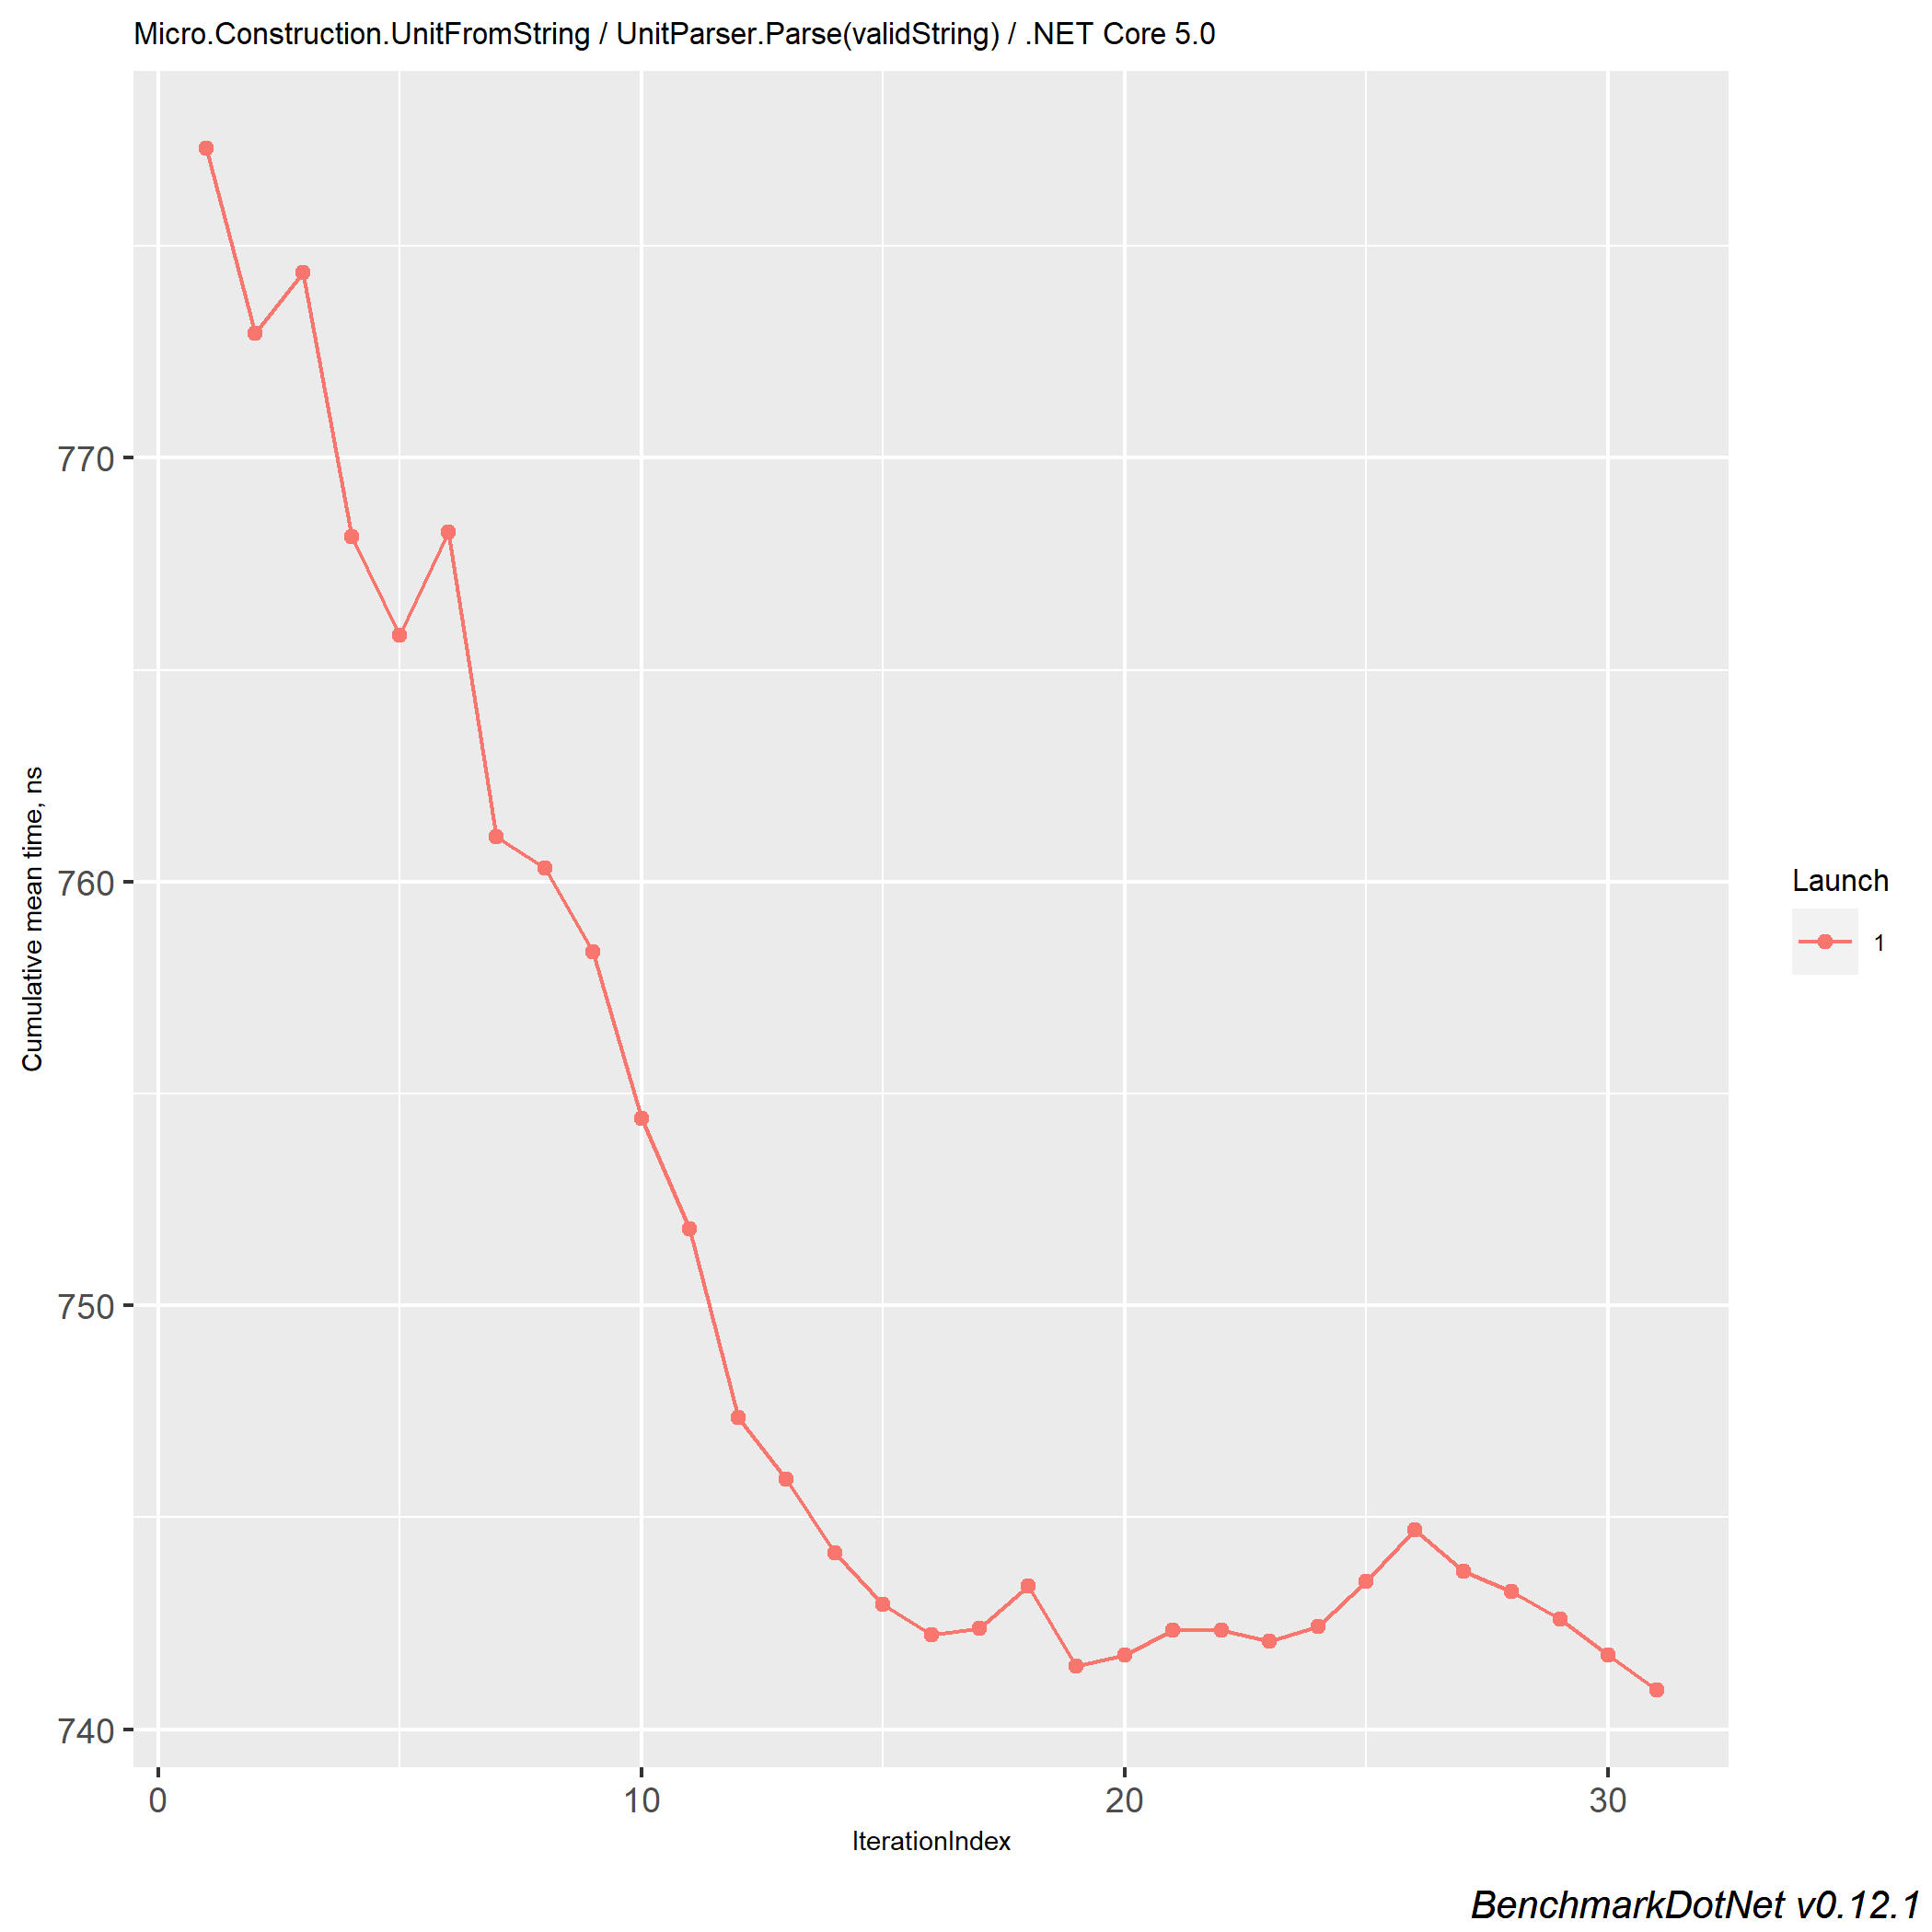 Micro.Construction.UnitFromString / UnitParser.Parse(validString) / .NET Core 5.0
Cumulative mean time, ns
770
760
750
740
0 10 20 30
IterationIndex
Launch
1
BenchmarkDotNet v0.12.1